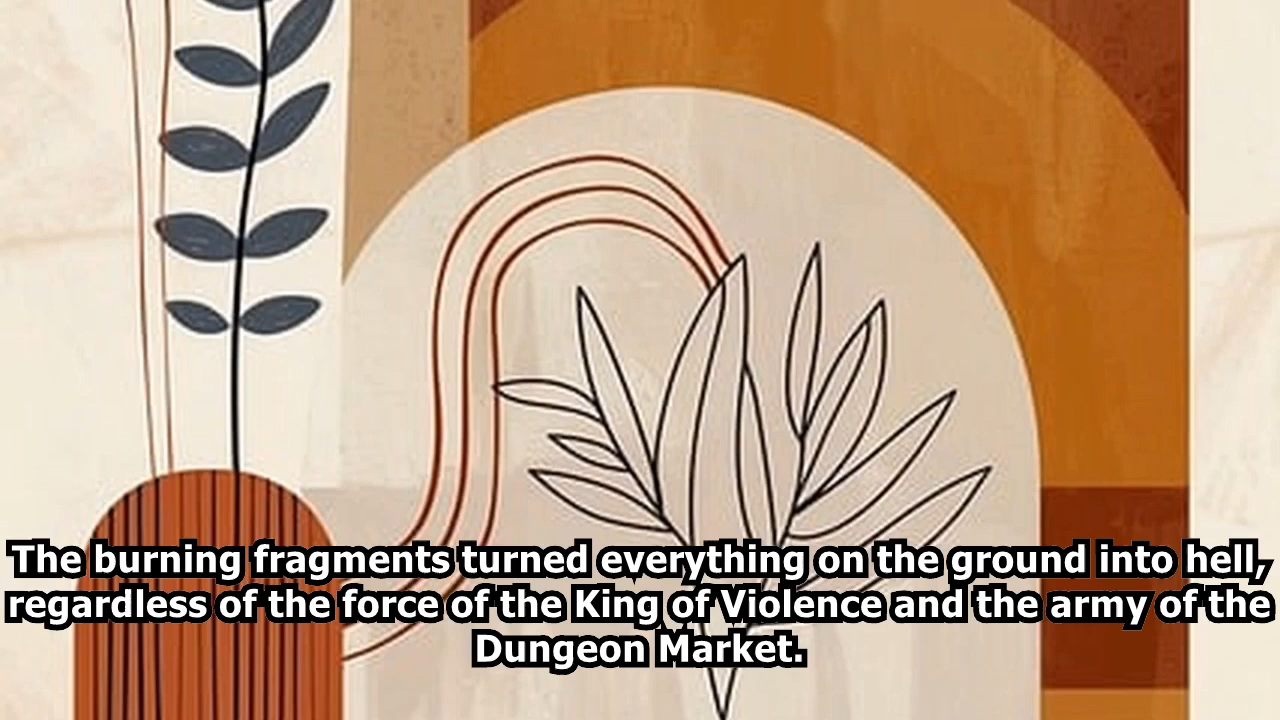 The burning fragments turned everything on the ground into hell,
regardless of the force of the King of Violence and the army of the
Dungeon Market.